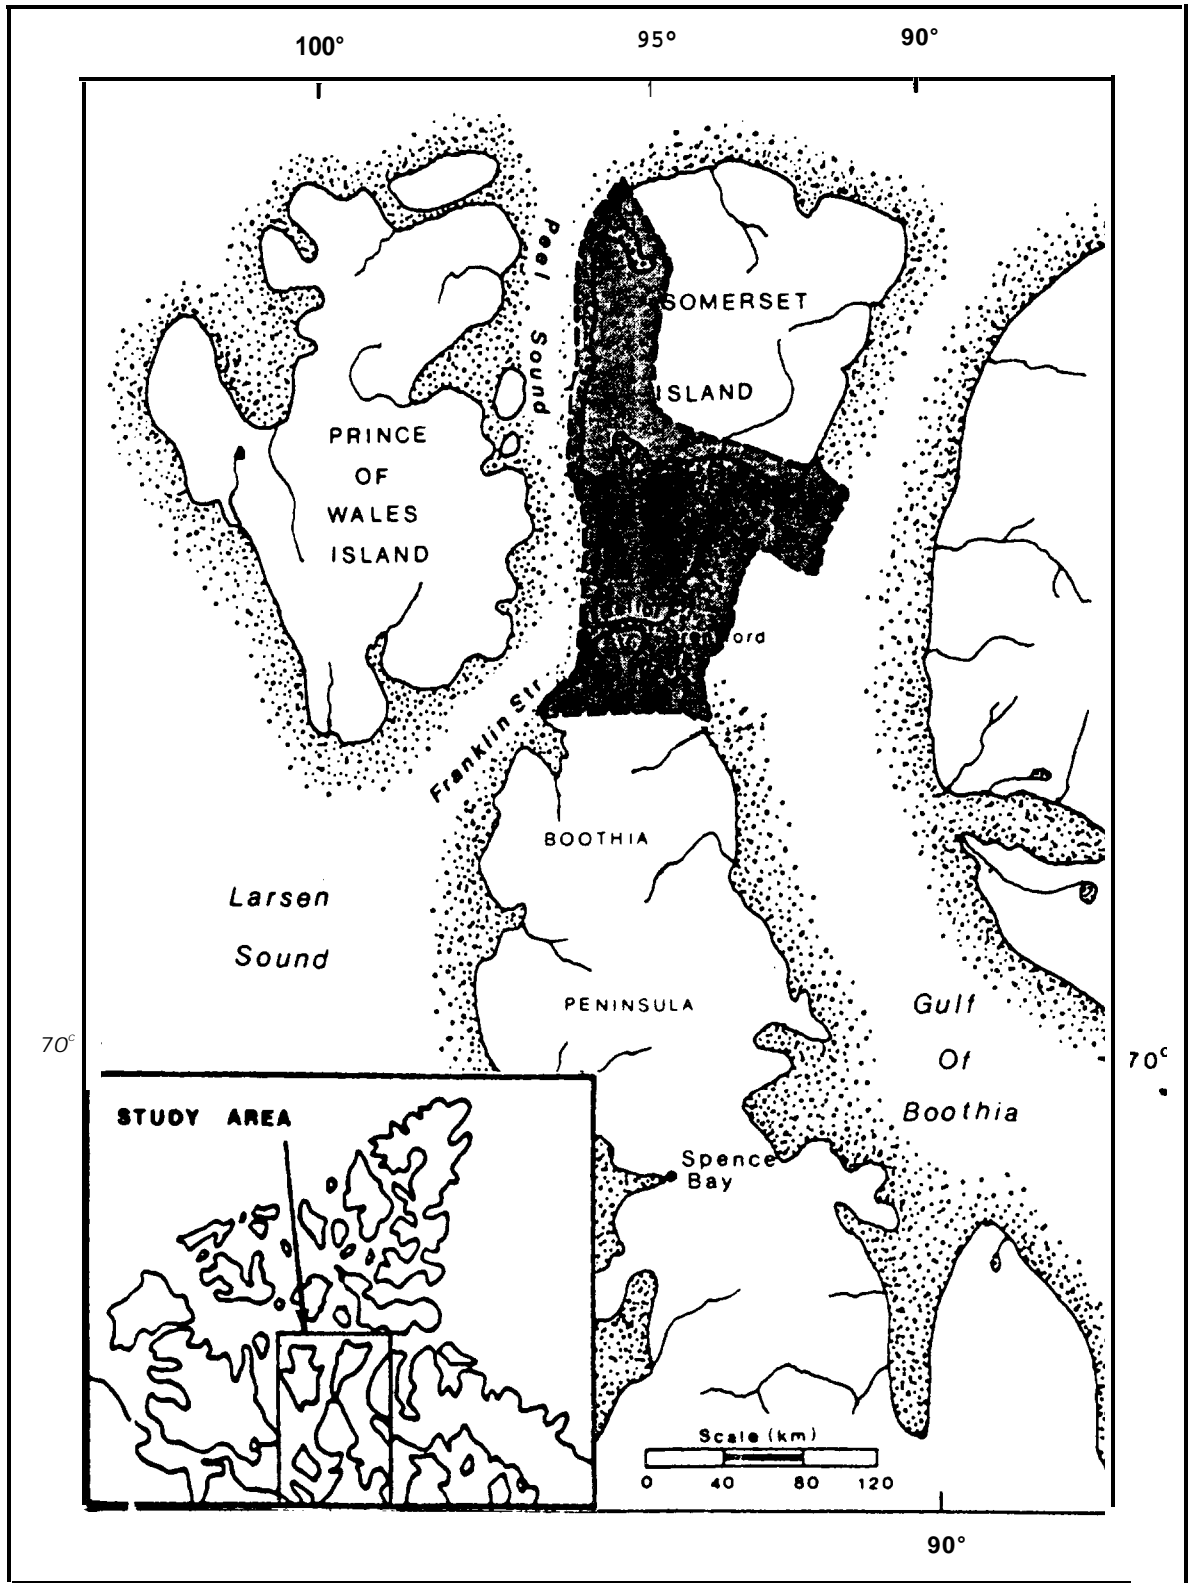 100°
95°
90°
Peel Sound
SOMERSET
ISLAND
PRINCE
OF
WALES
ISLAND
ord
Franklin Str
BOOTHIA
Larsen
Sound
PENINSULA
Gulf
Of
Boothia
70°
70°
STUDY AREA
Spence
Bay
Scale (km)
0 40 80 120
90°